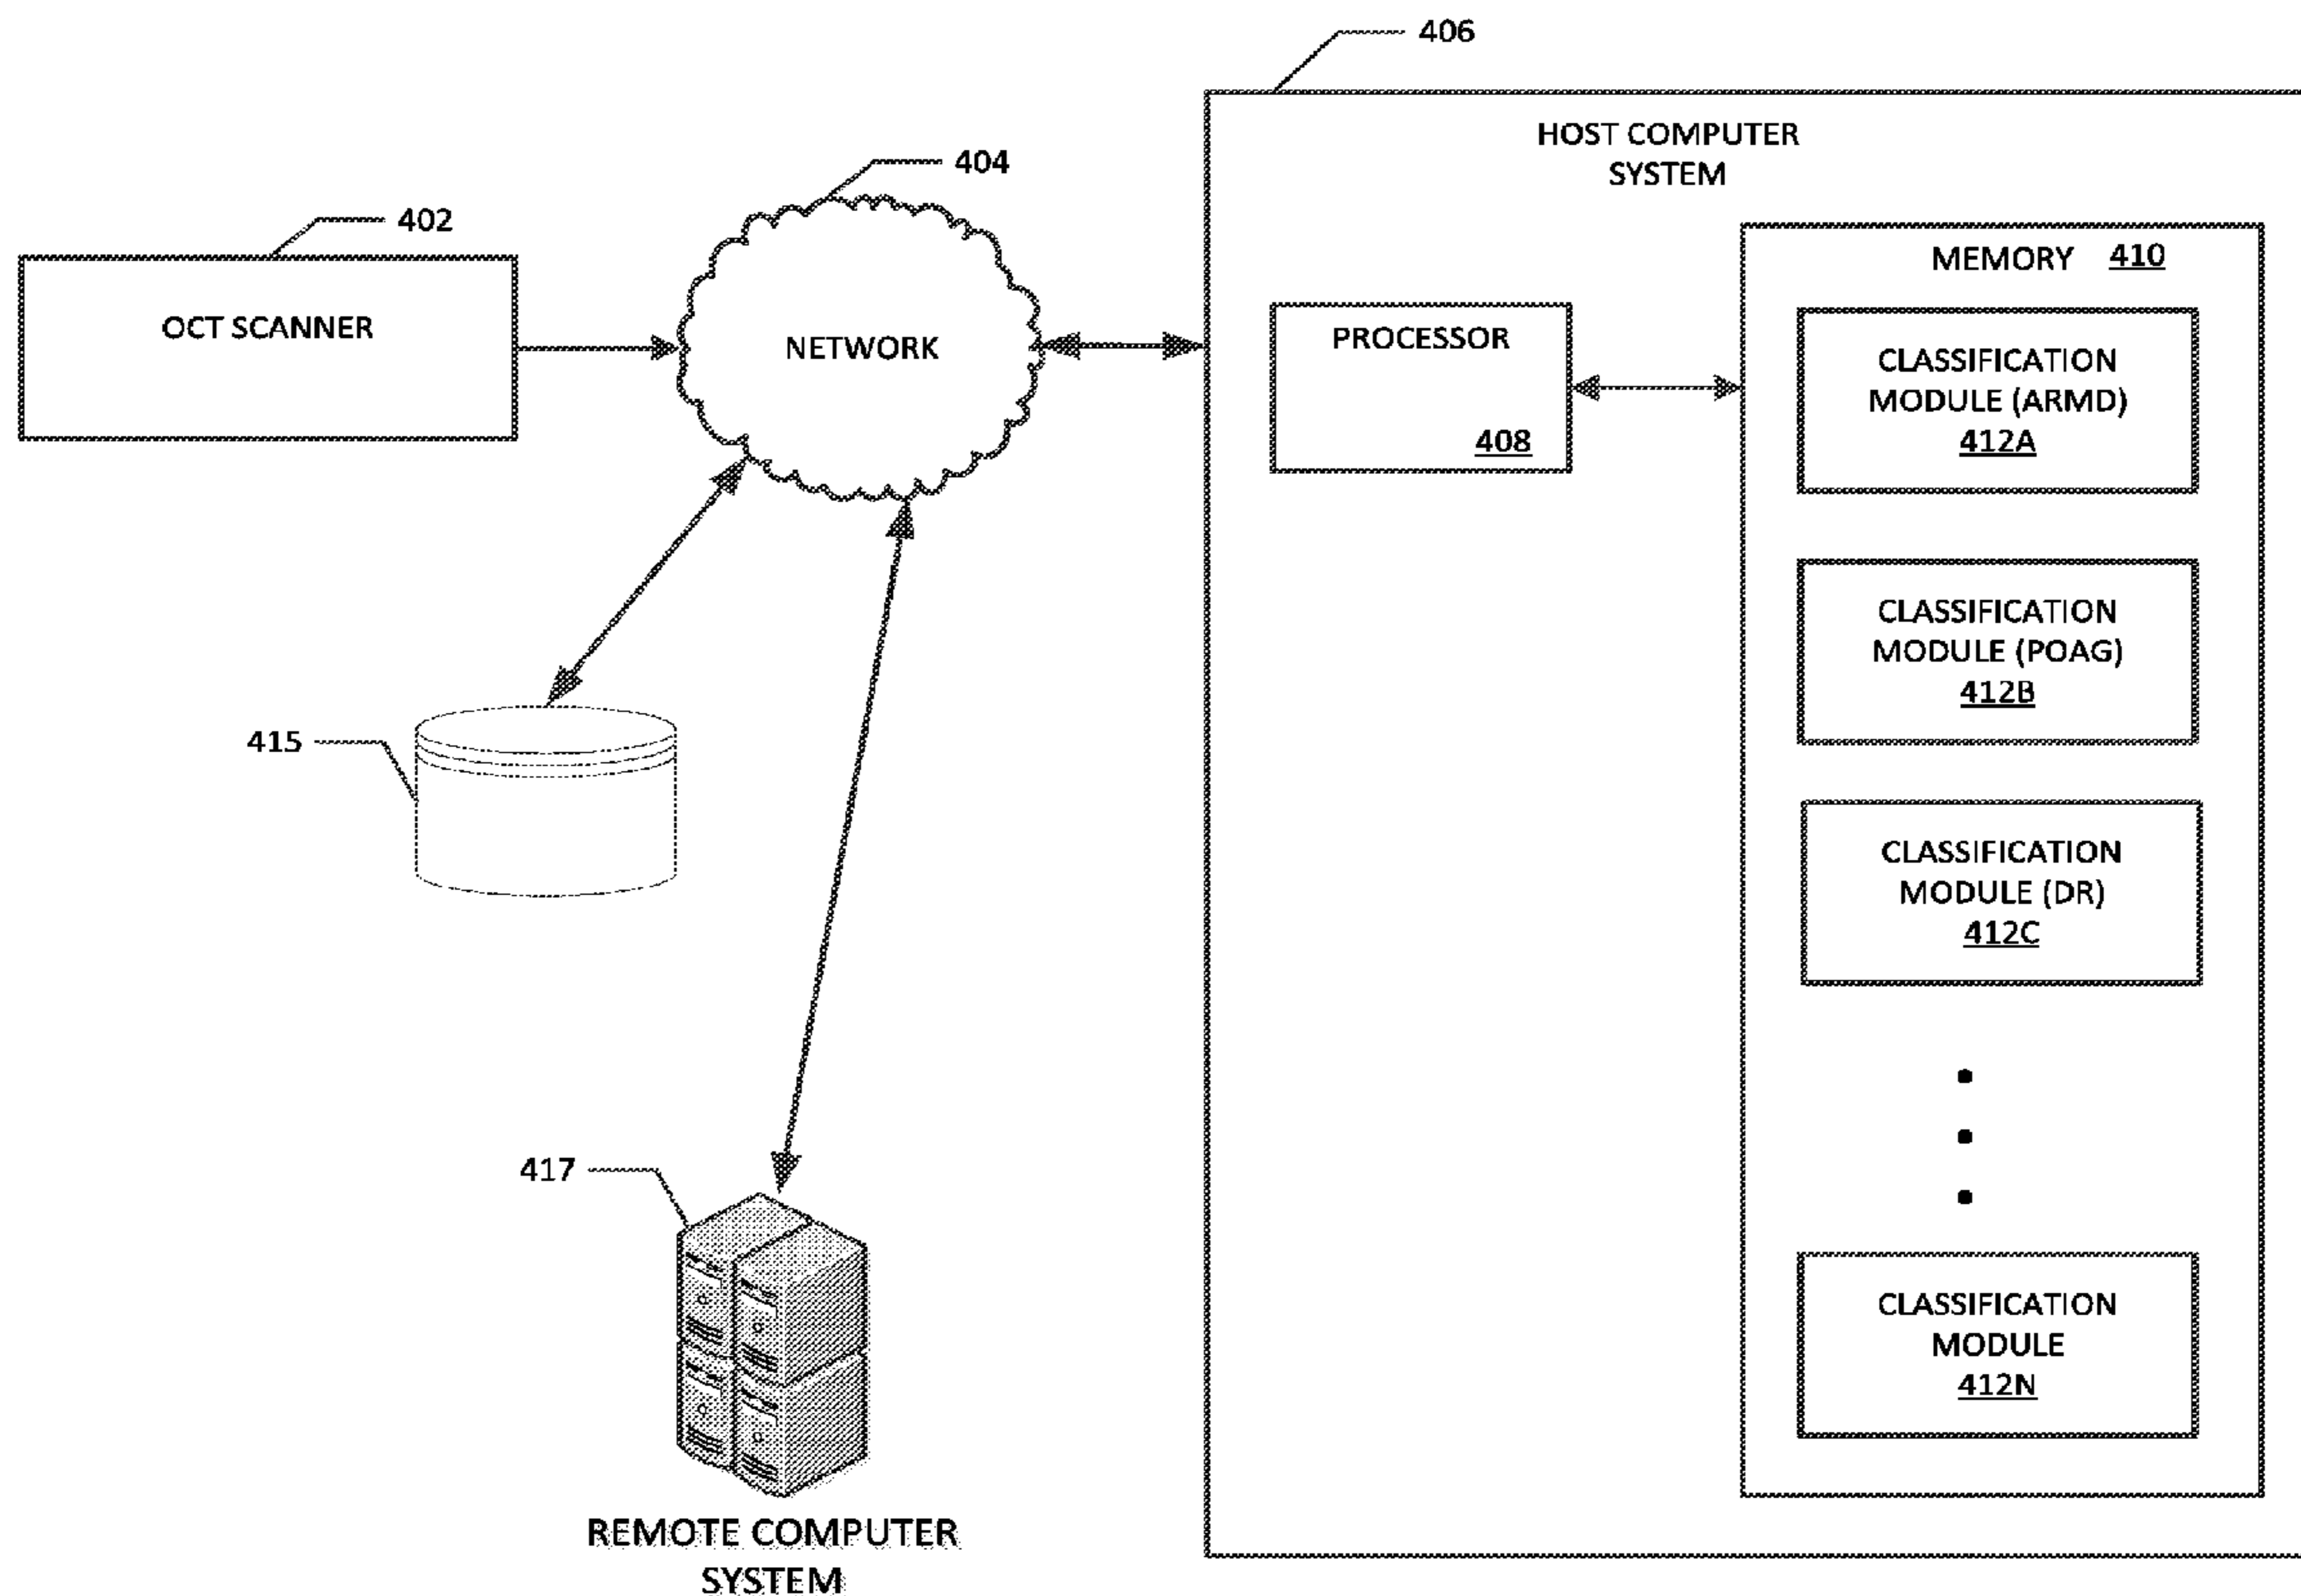 406
HOST COMPUTER
SYSTEM
404
402
MEMORY 410
OCT SCANNER
NETWORK
PROCESSOR
408
CLASSIFICATION
MODULE (ARMD)
412A
CLASSIFICATION
MODULE (POAG)
412B
415
CLASSIFICATION
MODULE (DR)
412C
417
CLASSIFICATION
MODULE
412N
REMOTE COMPUTER
SYSTEM